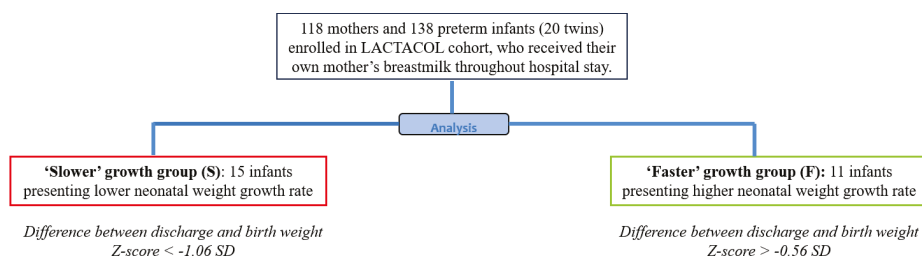 118 mothers and 138 preterm infants (20 twins)
enrolled in LACTACOL cohort, who received their
own mother's breastmilk throughout hospital stay.
Analysis
'Slower' growth group (S): 15 infants
presenting lower neonatal weight growth rate
Difference between discharge and birth weight
Z-score < -1.06 SD
'Faster' growth group (F): 11 infants
presenting higher neonatal weight growth rate
Difference between discharge and birth weight
Z-score > -0.56 SD